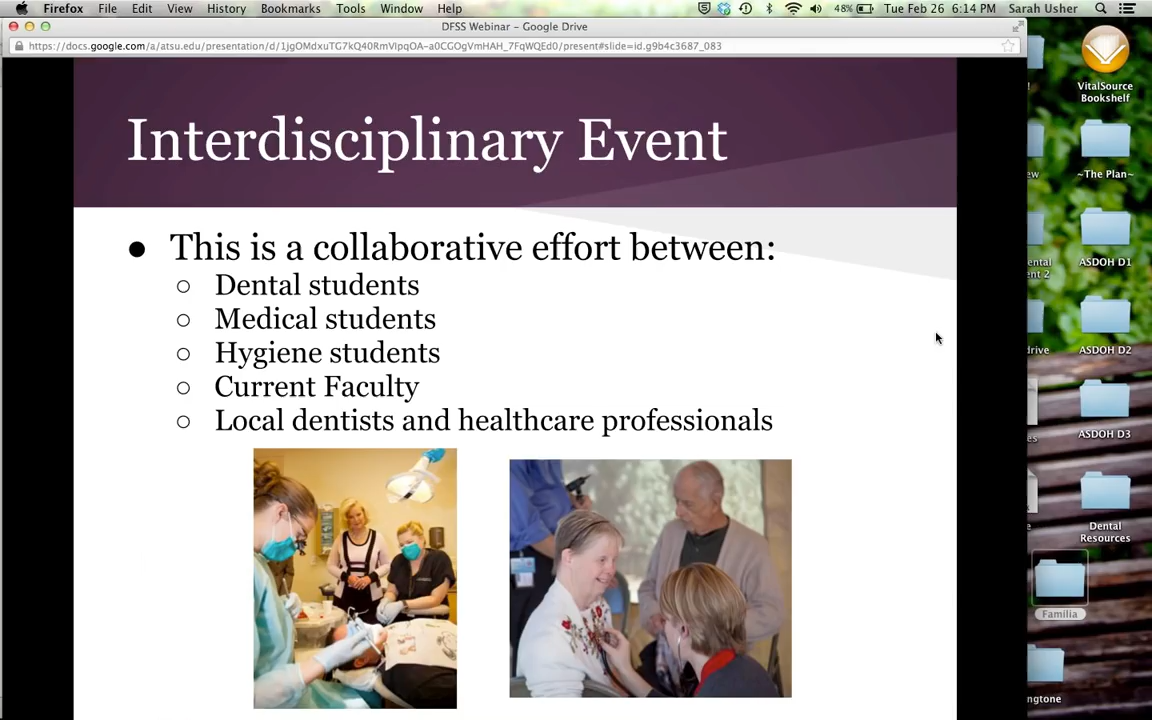 Firefox File Edit View History Bookmarks Tools Window Help 48% Tue Feb 26 6:14 PM Sarah Usher
DFSS Webinar – Google Drive
https://docs.google.com/a/atsu.edu/presentation/d/1jgOMdxuTG7kQ40RmVIpqOA-a0CGOgVmHAH_7FqWQEd0/present#slide=id.g9b4c3687_083
Interdisciplinary Event
● This is a collaborative effort between:
○ Dental students
○ Medical students
○ Hygiene students
○ Current Faculty
○ Local dentists and healthcare professionals
VitalSource
Bookshelf
~The Plan~
ASDOH D1
ASDOH D2
ASDOH D3
Dental
Resources
Familia